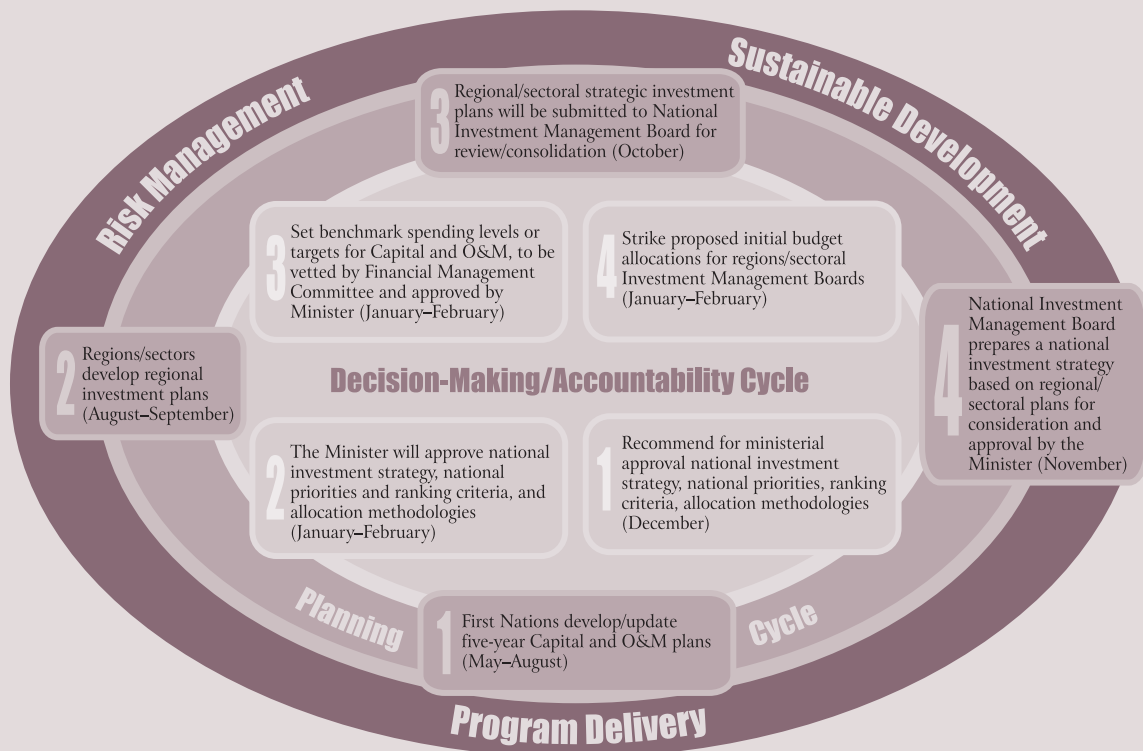 Risk Management
Sustainable Development
3
Regional/sectoral strategic investment
plans will be submitted to National
Investment Management Board for
review/consolidation (October)
3
Set benchmark spending levels or
targets for Capital and O&M, to be
vetted by Financial Management
Committee and approved by
Minister (January–February)
4
Strike proposed initial budget
allocations for regions/sectoral
Investment Management Boards
(January–February)
2
Regions/sectors
develop regional
investment plans
(August–September)
Decision-Making/Accountability Cycle
4
National Investment
Management Board
prepares a national
investment strategy
based on regional/
sectoral plans for
consideration and
approval by the
Minister (November)
2
The Minister will approve national
investment strategy, national
priorities and ranking criteria, and
allocation methodologies
(January–February)
1
Recommend for ministerial
approval national investment
strategy, national priorities, ranking
criteria, allocation methodologies
(December)
Planning
Cycle
1
First Nations develop/update
five-year Capital and O&M plans
(May–August)
Program Delivery